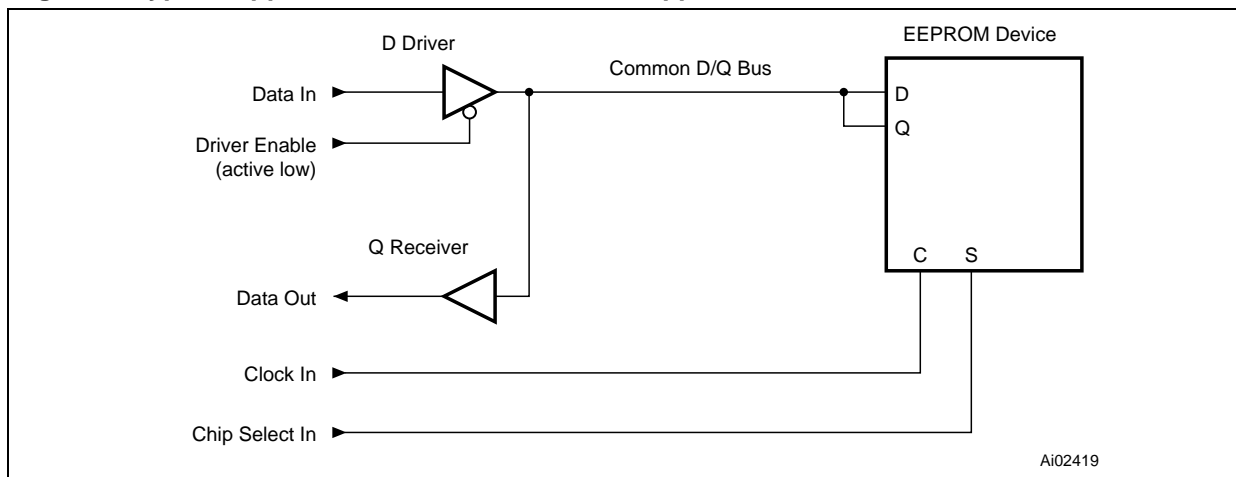 D Driver
EEPROM Device
Common D/Q Bus
Data In
D
Q
Driver Enable
(active low)
Q Receiver
C S
Data Out
Clock In
Chip Select In
Ai02419